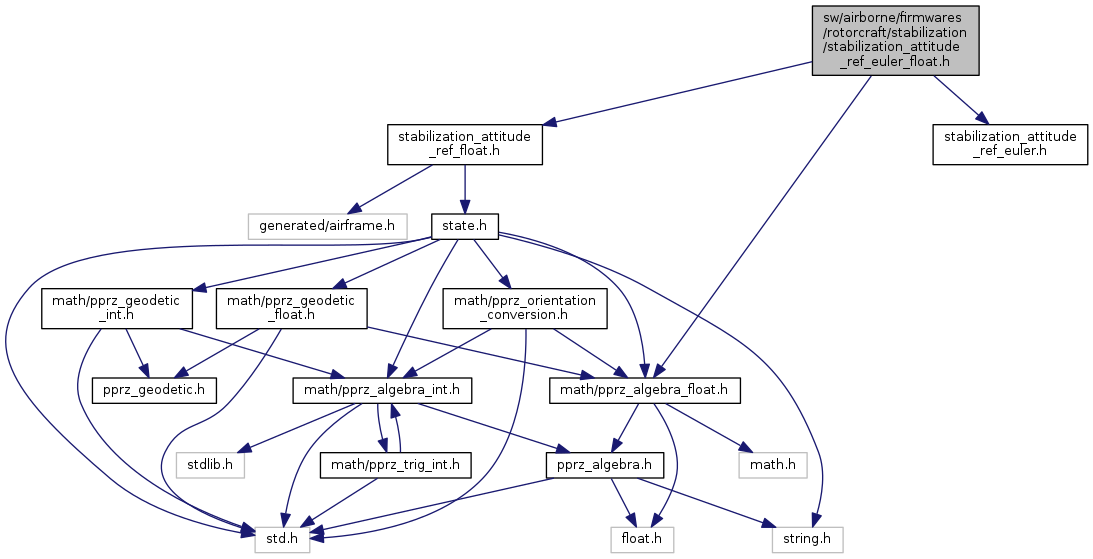 sw/airborne/firmwares
/rotorcraft/stabilization
/stabilization_attitude
_ref_euler_float.h
stabilization_attitude
_ref_float.h
stabilization_attitude
_ref_euler.h
generated/airframe.h
state.h
math/pprz_geodetic
_int.h
math/pprz_geodetic
_float.h
math/pprz_orientation
_conversion.h
pprz_geodetic.h
math/pprz_algebra_int.h
math/pprz_algebra_float.h
stdlib.h
math/pprz_trig_int.h
pprz_algebra.h
math.h
std.h
float.h
string.h